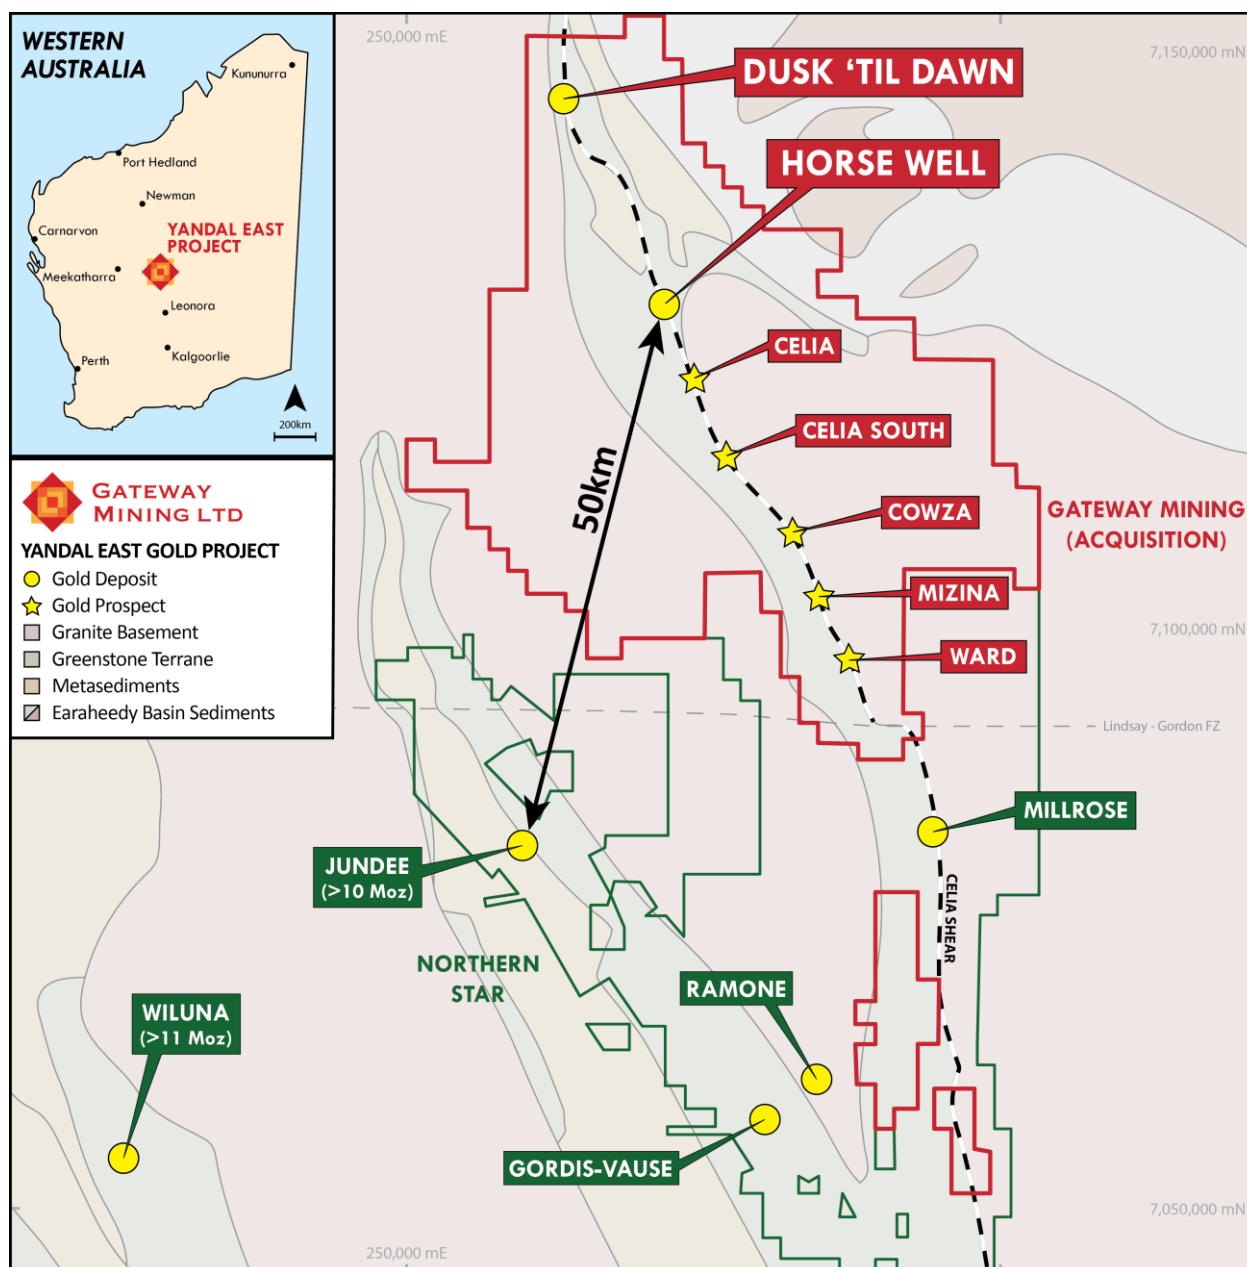 WESTERN
AUSTRALIA
Kununurra
Port Hedland
Newman
YANDAL EAST
PROJECT
Carnarvon
Meekatharra
Leonora
Kalgoorlie
Perth
200km
GATEWAY
MINING LTD
YANDAL EAST GOLD PROJECT
Gold Deposit
Gold Prospect
Granite Basement
Greenstone Terrane
Metasediments
Earaheedy Basin Sediments
250,000 mE
7,150,000 mN
DUSK ‘TIL DAWN
HORSE WELL
CELIA
CELIA SOUTH
50km
COWZA
GATEWAY MINING
(ACQUISITION)
MIZINA
7,100,000 mN
WARD
Lindsay - Gordon FZ
MILLROSE
JUNDEE
(>10 Moz)
CELIA SHEAR
NORTHERN
STAR
RAMONE
WILUNA
(>11 Moz)
GORDIS-VAUSE
7,050,000 mN
250,000 mE